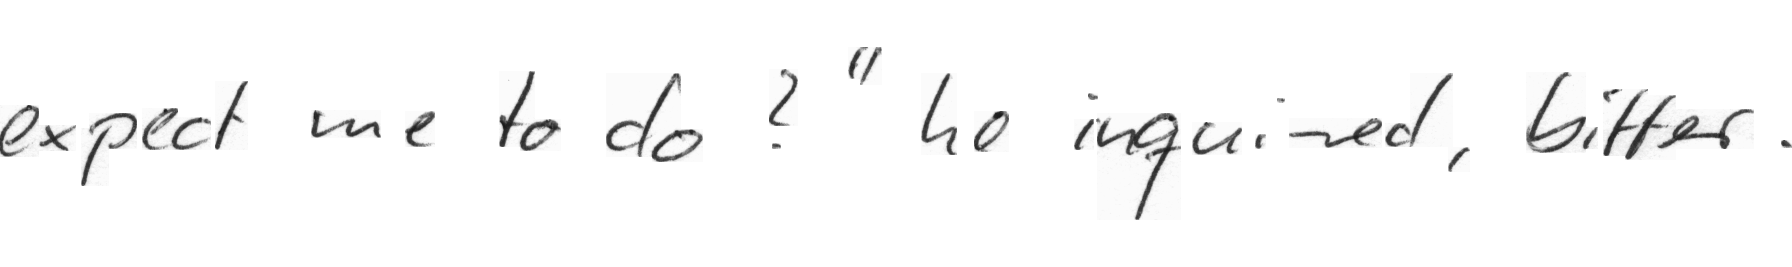 expect me to do ? " he inquired, bitter.